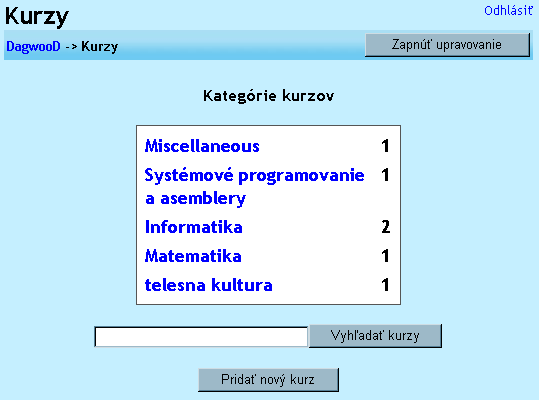 Kurzy
Odhlásiť
DagwooD -> Kurzy
Zapnúť upravovanie
Kategórie kurzov
Miscellaneous 1
Systémové programovanie 1
a asemblery
Informatika 2
Matematika 1
telesna kultura 1
Vyhľadať kurzy
Pridať nový kurz